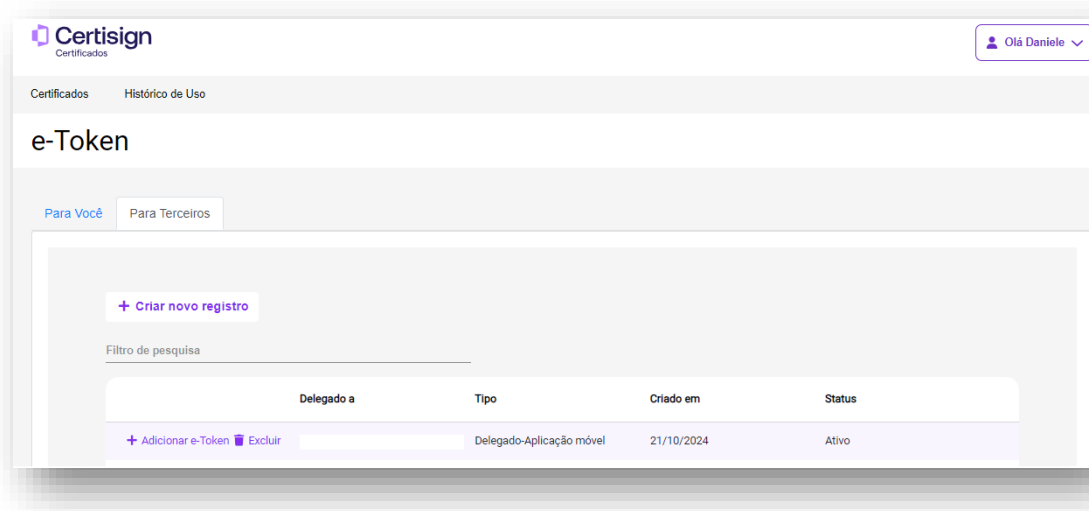 Certisign
Certificados
Olá Daniele
Certificados Histórico de Uso
e-Token
Para Você Para Terceiros
+ Criar novo registro
Filtro de pesquisa
Delegado a Tipo Criado em Status
+ Adicionar e-Token Excluir Delegado-Aplicação móvel 21/10/2024 Ativo